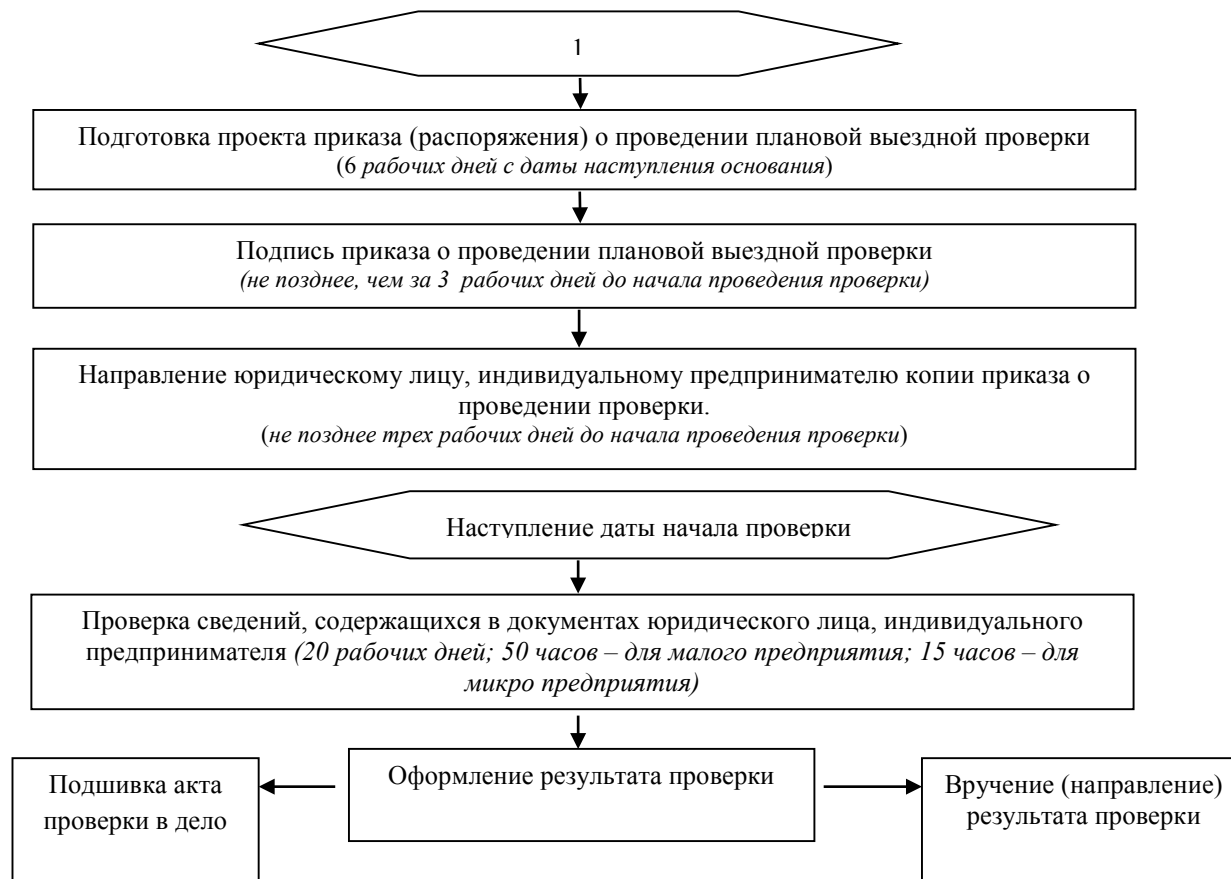 1
Подготовка проекта приказа (распоряжения) о проведении плановой выездной проверки
(6 рабочих дней с даты наступления основания)
Подпись приказа о проведении плановой выездной проверки
(не позднее, чем за 3 рабочих дней до начала проведения проверки)
Направление юридическому лицу, индивидуальному предпринимателю копии приказа о
проведении проверки.
(не позднее трех рабочих дней до начала проведения проверки)
Наступление даты начала проверки
Проверка сведений, содержащихся в документах юридического лица, индивидуального
предпринимателя (20 рабочих дней; 50 часов – для малого предприятия; 15 часов – для
микро предприятия)
Подшивка акта
проверки в дело
Оформление результата проверки
Вручение (направление)
результата проверки